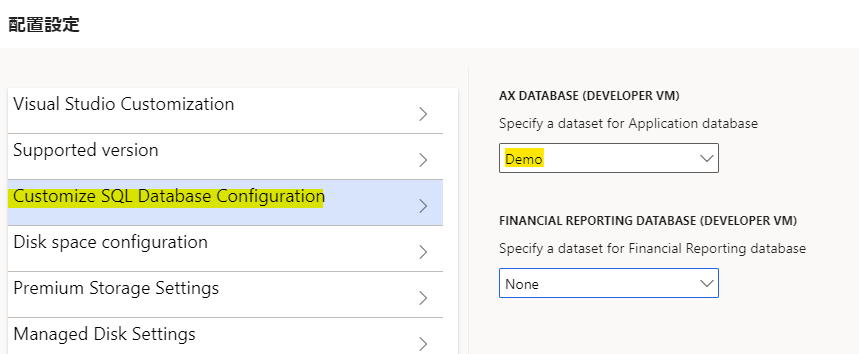 配置設定
Visual Studio Customization
Supported version
Customize SQL Database Configuration
Disk space configuration
Premium Storage Settings
Managed Disk Settings
AX DATABASE (DEVELOPER VM)
Specify a dataset for Application database
Demo
FINANCIAL REPORTING DATABASE (DEVELOPER VM)
Specify a dataset for Financial Reporting database
None